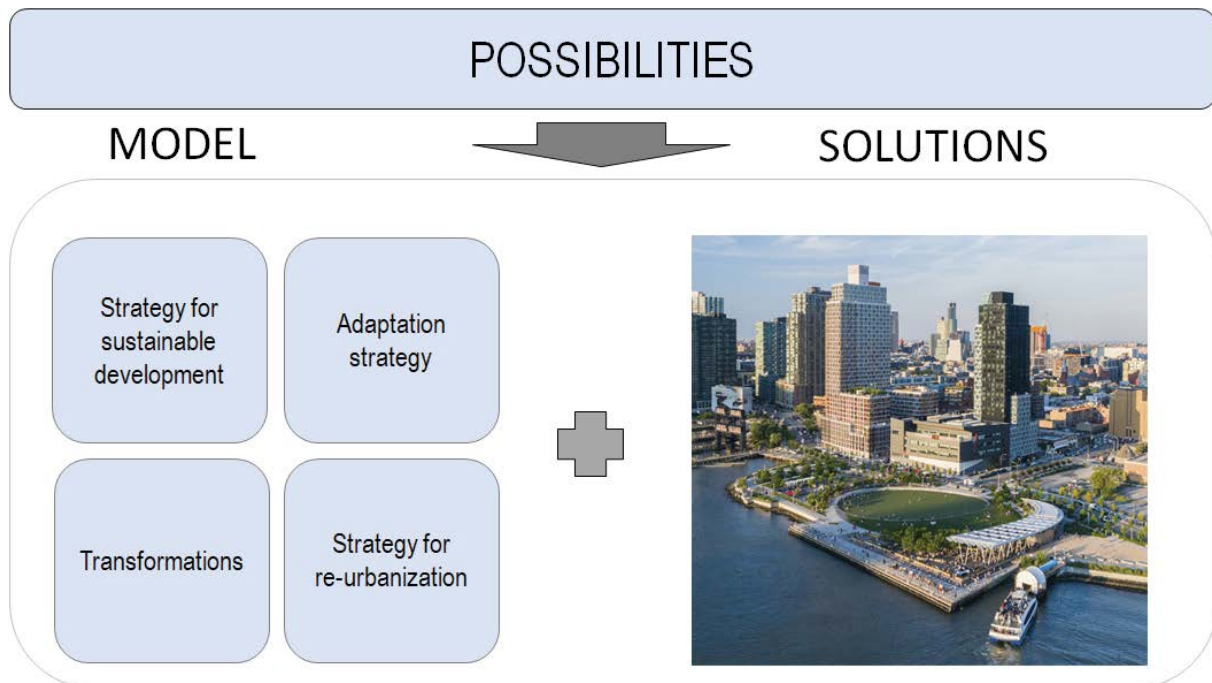 POSSIBILITIES
MODEL
SOLUTIONS
Strategy for
sustainable
development
Adaptation
strategy
Transformations
Strategy for
re-urbanization